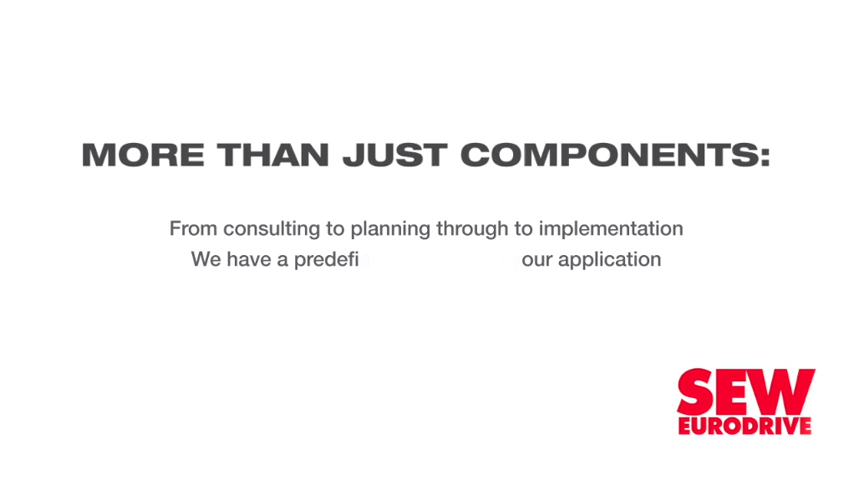 MORE THAN JUST COMPONENTS:
From consulting to planning through to implementation
We have a predefi our application
SEW
EURODRIVE